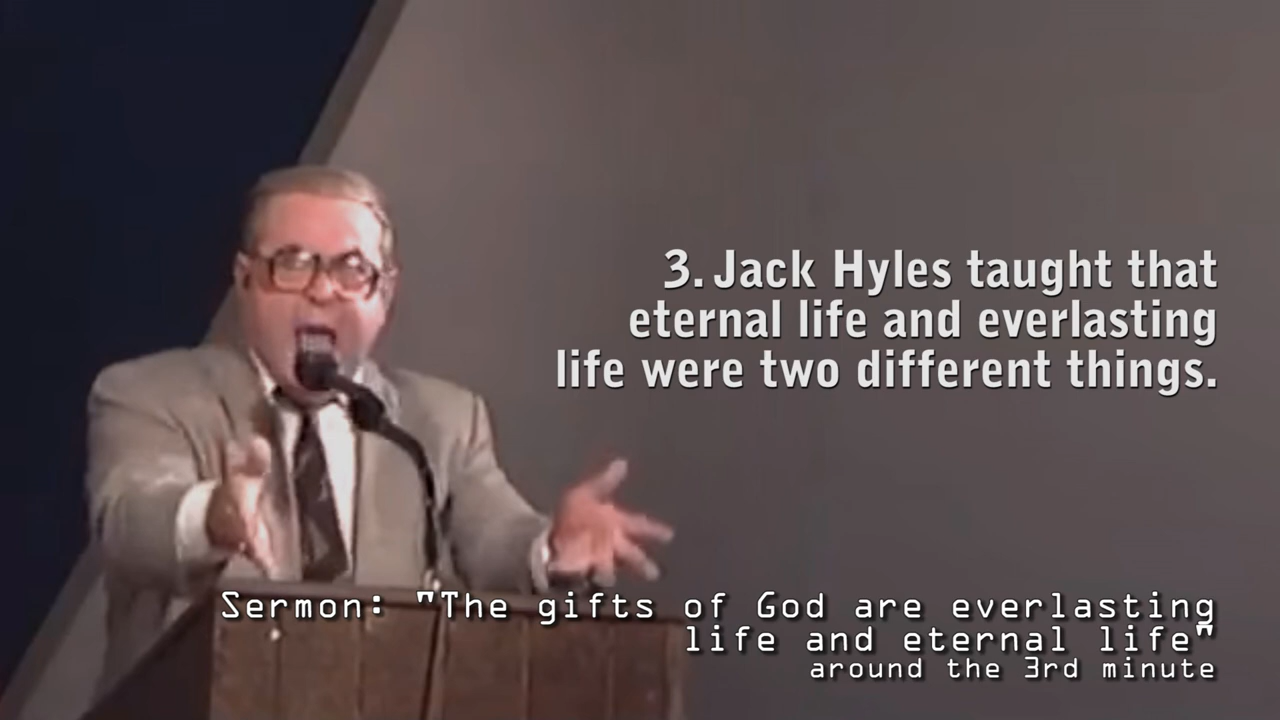 3. Jack Hyles taught that
eternal life and everlasting
life were two different things.
Sermon: "The gifts of God are everlasting
life and eternal life"
around the 3rd minute